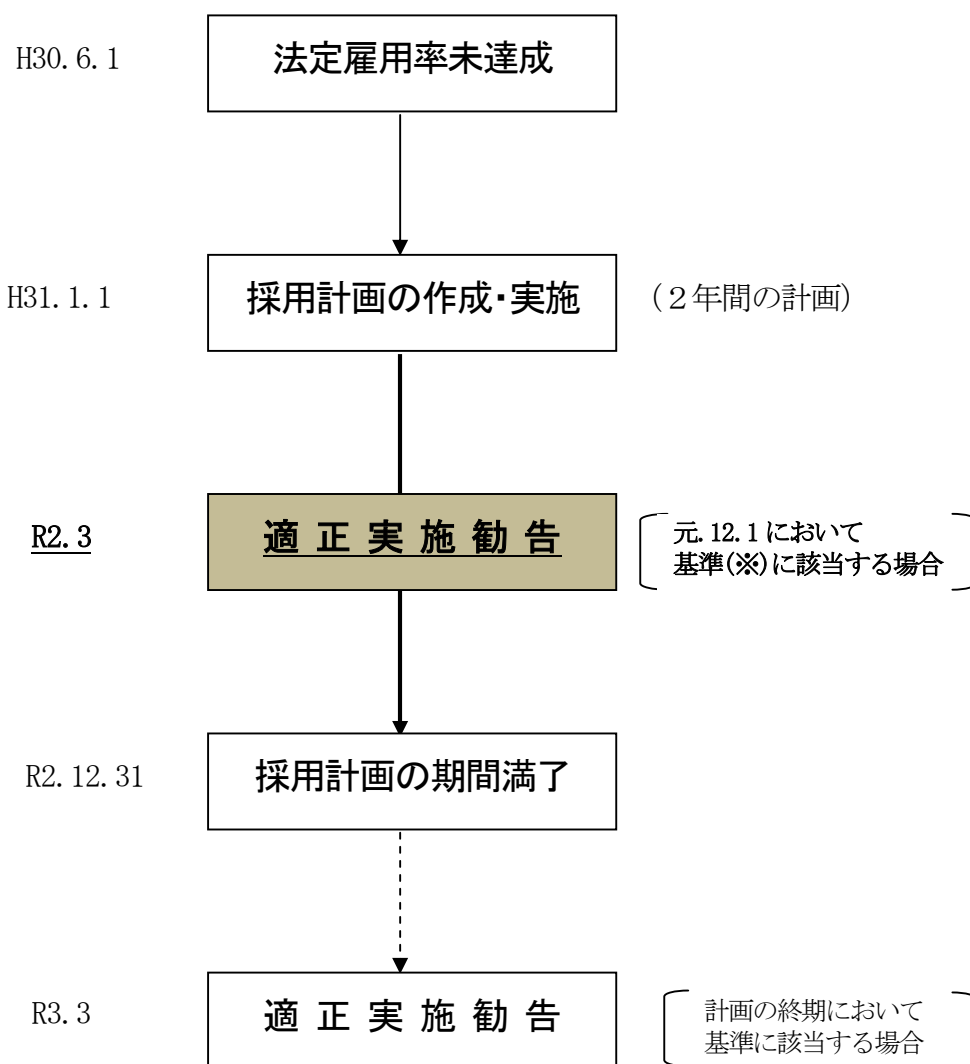 H30.6.1
法定雇用率未達成
H31.1.1
採用計画の作成・実施
（２年間の計画）
R2.3
適正実施勧告
元.12.1において
基準(※)に該当する場合
R2.12.31
採用計画の期間満了
R3.3
適正実施勧告
計画の終期において
基準に該当する場合